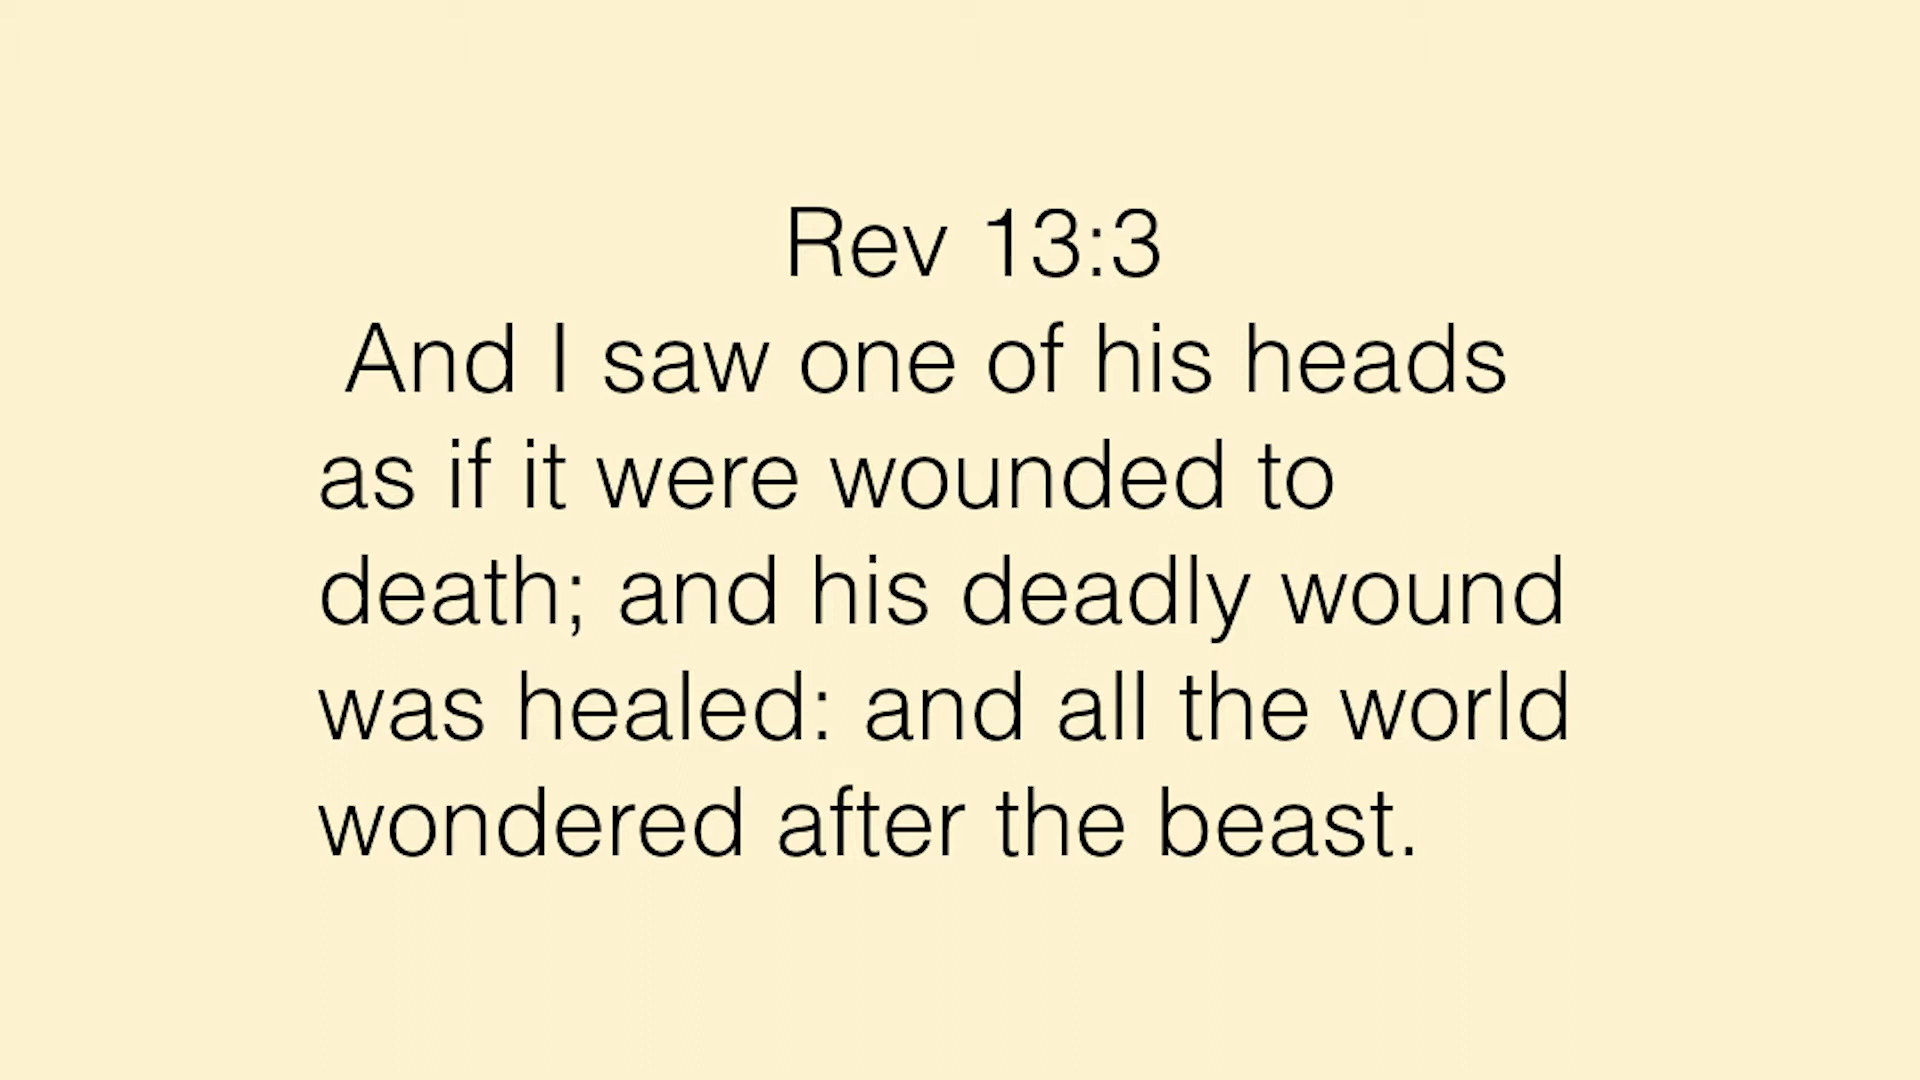 Rev 13:3
And I saw one of his heads
as if it were wounded to
death; and his deadly wound
was healed: and all the world
wondered after the beast.